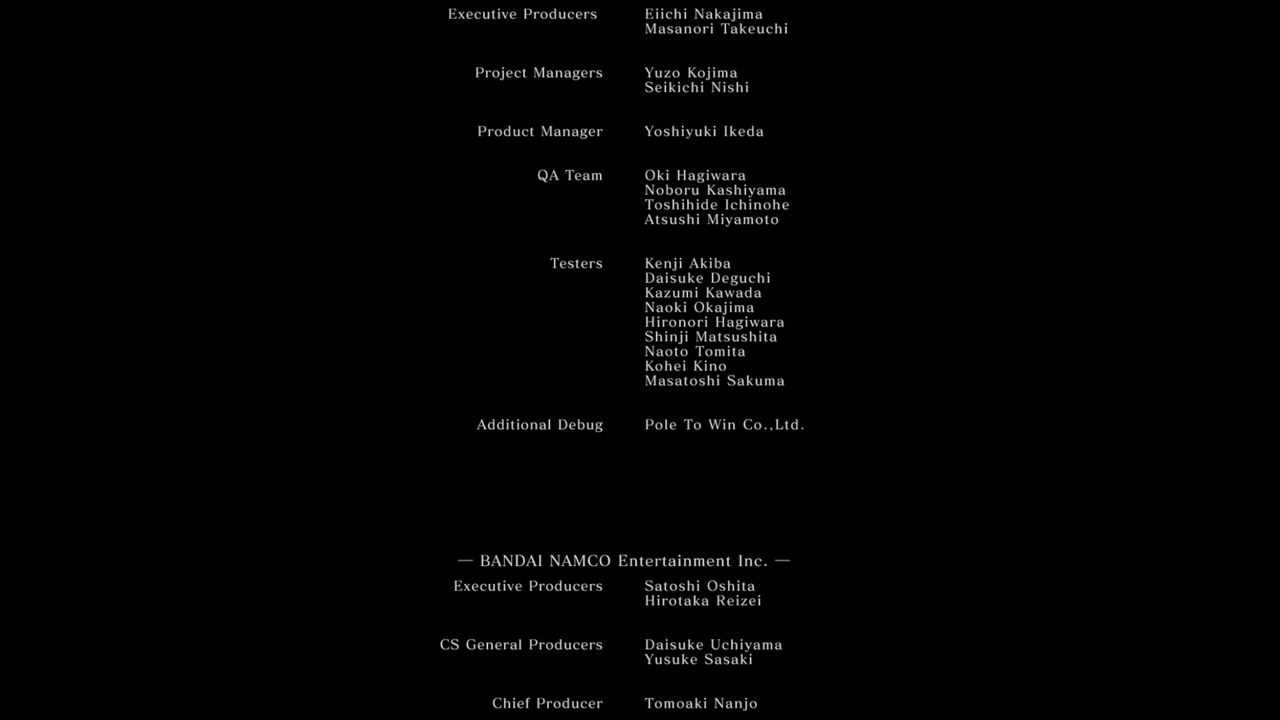 Executive Producers Eiichi Nakajima
Masanori Takeuchi
Project Managers Yuzo Kojima
Seikichi Nishi
Product Manager Yoshiyuki Ikeda
QA Team Oki Hagiwara
Noboru Kashiyama
Toshihide Ichinohe
Atsushi Miyamoto
Testers Kenji Akiba
Daisuke Deguchi
Kazumi Kawada
Naoki Okajima
Hironori Hagiwara
Shinji Matsushita
Naoto Tomita
Kohei Kino
Masatoshi Sakuma
Additional Debug Pole To Win Co.,Ltd.
— BANDAI NAMCO Entertainment Inc. —
Executive Producers Satoshi Oshita
Hirotaka Reizei
CS General Producers Daisuke Uchiyama
Yusuke Sasaki
Chief Producer Tomoaki Nanjo